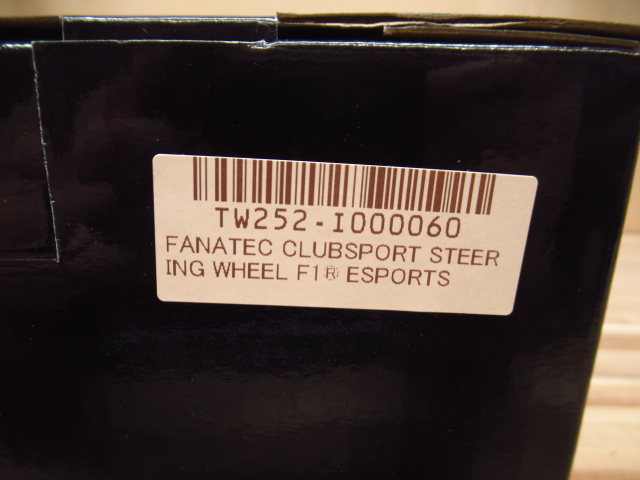 TW252-I000060
FANATEC CLUBSPORT STEER
ING WHEEL F1® ESPORTS